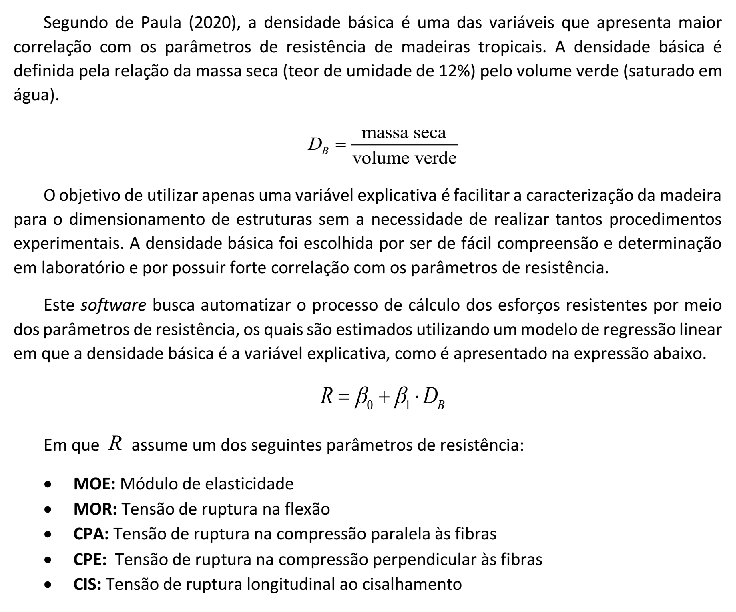 Segundo de Paula (2020), a densidade básica é uma das variáveis que apresenta maior
correlação com os parâmetros de resistência de madeiras tropicais. A densidade básica é
definida pela relação da massa seca (teor de umidade de 12%) pelo volume verde (saturado em
água).
D_B = massa seca / volume verde
O objetivo de utilizar apenas uma variável explicativa é facilitar a caracterização da madeira
para o dimensionamento de estruturas sem a necessidade de realizar tantos procedimentos
experimentais. A densidade básica foi escolhida por ser de fácil compreensão e determinação
em laboratório e por possuir forte correlação com os parâmetros de resistência.
Este software busca automatizar o processo de cálculo dos esforços resistentes por meio
dos parâmetros de resistência, os quais são estimados utilizando um modelo de regressão linear
em que a densidade básica é a variável explicativa, como é apresentado na expressão abaixo.
R = β₀ + β₁ · D_B
Em que R assume um dos seguintes parâmetros de resistência:
• MOE: Módulo de elasticidade
• MOR: Tensão de ruptura na flexão
• CPA: Tensão de ruptura na compressão paralela às fibras
• CPE: Tensão de ruptura na compressão perpendicular às fibras
• CIS: Tensão de ruptura longitudinal ao cisalhamento